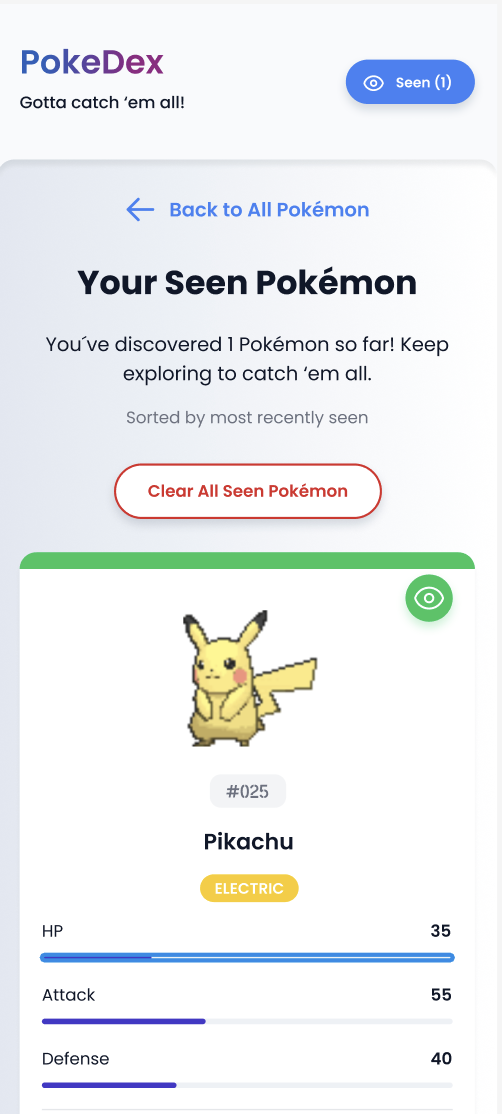 PokeDex
Gotta catch ‘em all!
Seen (1)
Back to All Pokémon
Your Seen Pokémon
You´ve discovered 1 Pokémon so far! Keep
exploring to catch ‘em all.
Sorted by most recently seen
Clear All Seen Pokémon
#025
Pikachu
ELECTRIC
HP 35
Attack 55
Defense 40